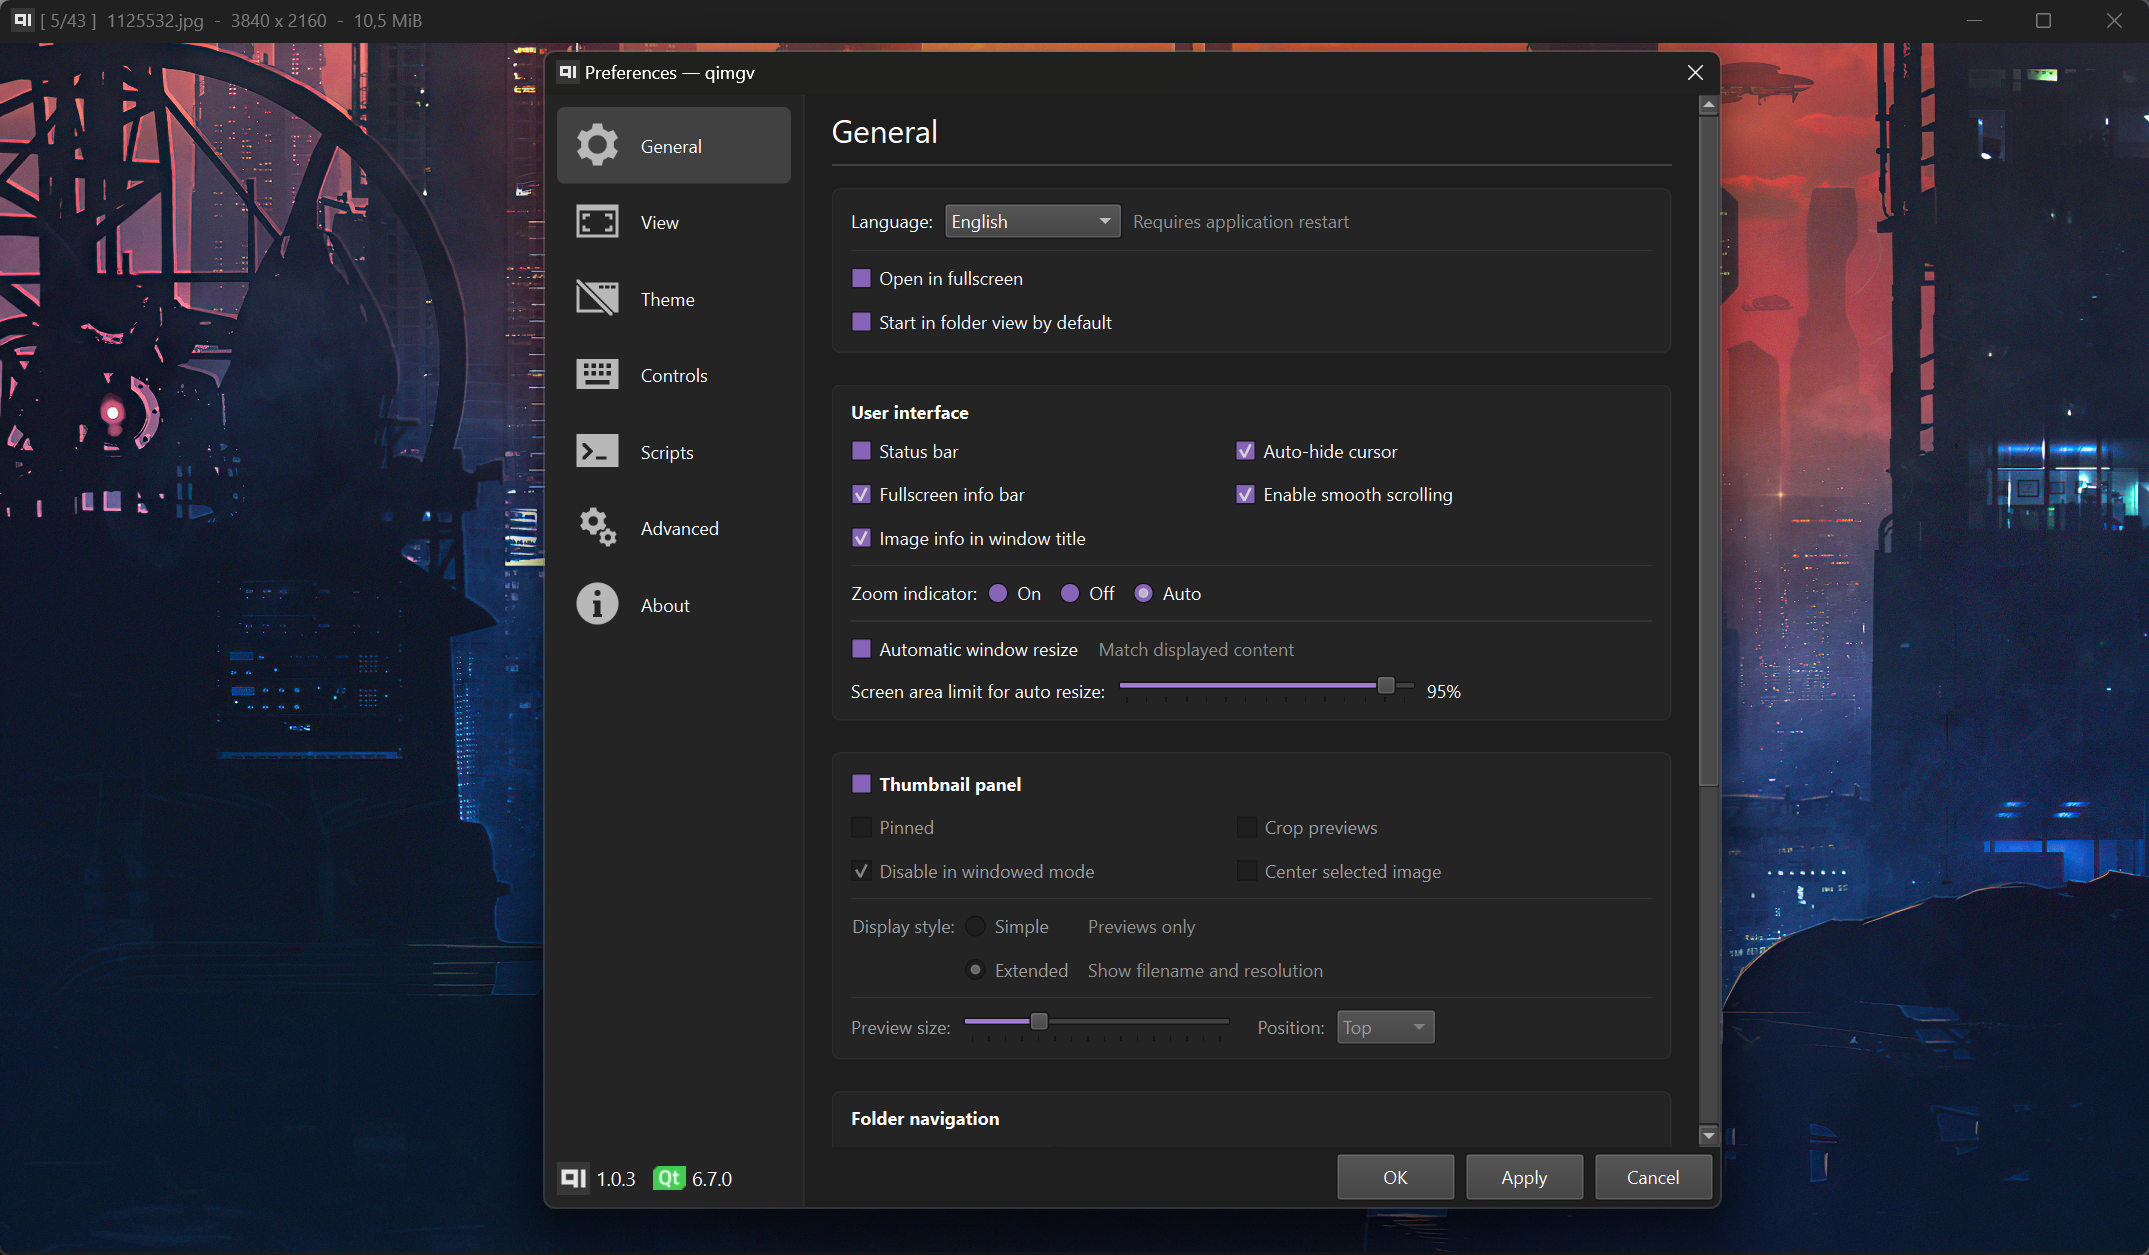 [ 5/43 ] 1125532.jpg - 3840 x 2160 - 10,5 MiB
Preferences — qimgv
General
View
Theme
Controls
Scripts
Advanced
About
1.0.3 Qt 6.7.0
General
Language: English Requires application restart
Open in fullscreen
Start in folder view by default
User interface
Status bar Auto-hide cursor
Fullscreen info bar Enable smooth scrolling
Image info in window title
Zoom indicator: On Off Auto
Automatic window resize Match displayed content
Screen area limit for auto resize: 95%
Thumbnail panel
Pinned Crop previews
Disable in windowed mode Center selected image
Display style: Simple Previews only
Extended Show filename and resolution
Preview size: Position: Top
Folder navigation
OK Apply Cancel